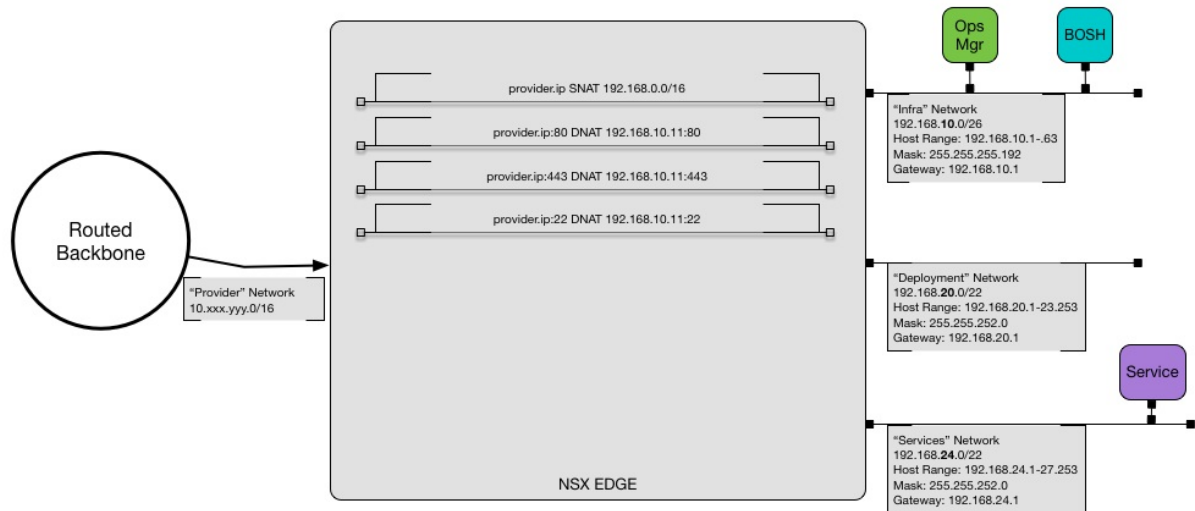 Ops
Mgr
BOSH
provider.ip SNAT 192.168.0.0/16
provider.ip:80 DNAT 192.168.10.11:80
provider.ip:443 DNAT 192.168.10.11:443
provider.ip:22 DNAT 192.168.10.11:22
"Infra" Network
192.168.10.0/26
Host Range: 192.168.10.1-.63
Mask: 255.255.255.192
Gateway: 192.168.10.1
Routed
Backbone
"Provider" Network
10.xxx.yyy.0/16
"Deployment" Network
192.168.20.0/22
Host Range: 192.168.20.1-23.253
Mask: 255.255.252.0
Gateway: 192.168.20.1
Service
"Services" Network
192.168.24.0/22
Host Range: 192.168.24.1-27.253
Mask: 255.255.252.0
Gateway: 192.168.24.1
NSX EDGE